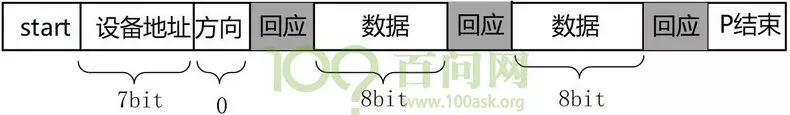 start 设备地址 方向 回应 数据 回应 数据 回应 P结束
7bit 0 8bit 8bit
100 百问网
www.100ask.org